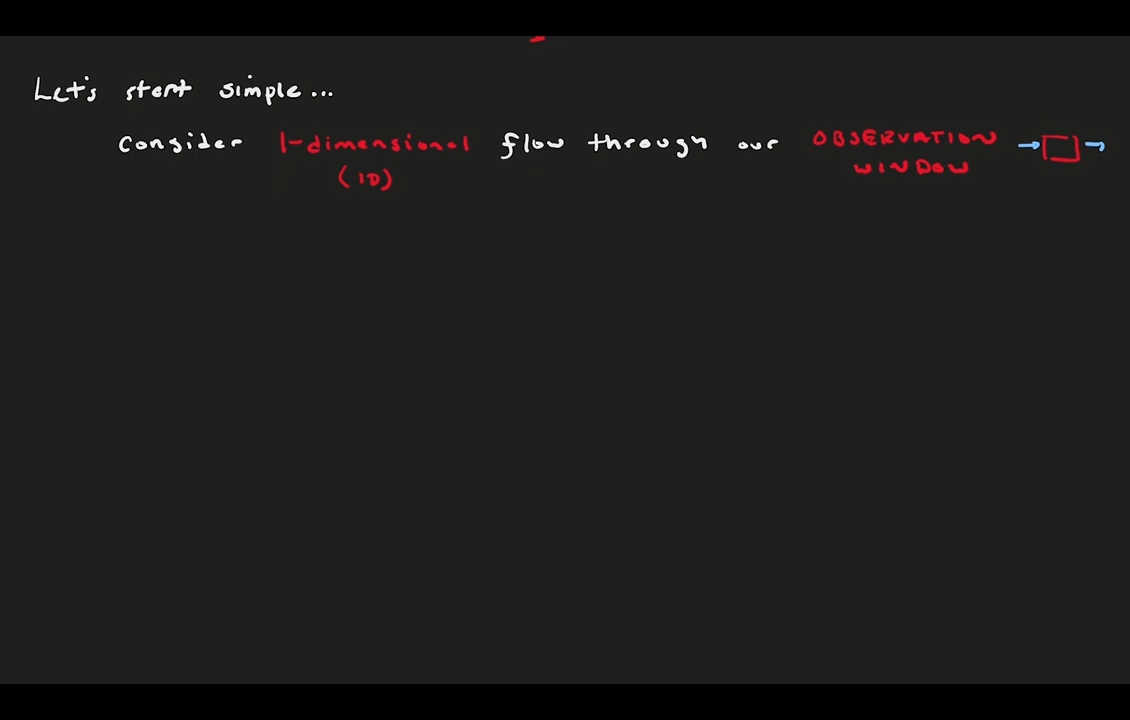 Let's start simple...
Consider 1-dimensional flow through our OBSERVATION
(1D) WINDOW